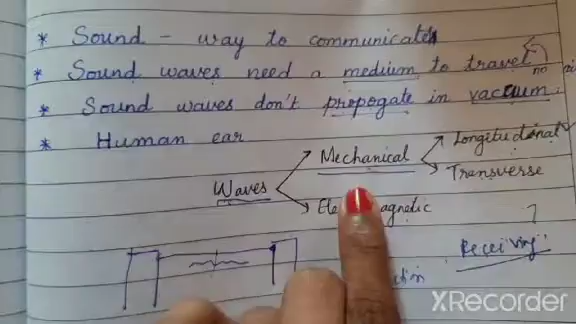 * Sound - way to communicate
* Sound waves need a medium to travel.
no
* Sound waves don't propogate in vacuum.
* Human ear
Waves
Mechanical
Longitudinal
Transverse
Receiving
XRecorder